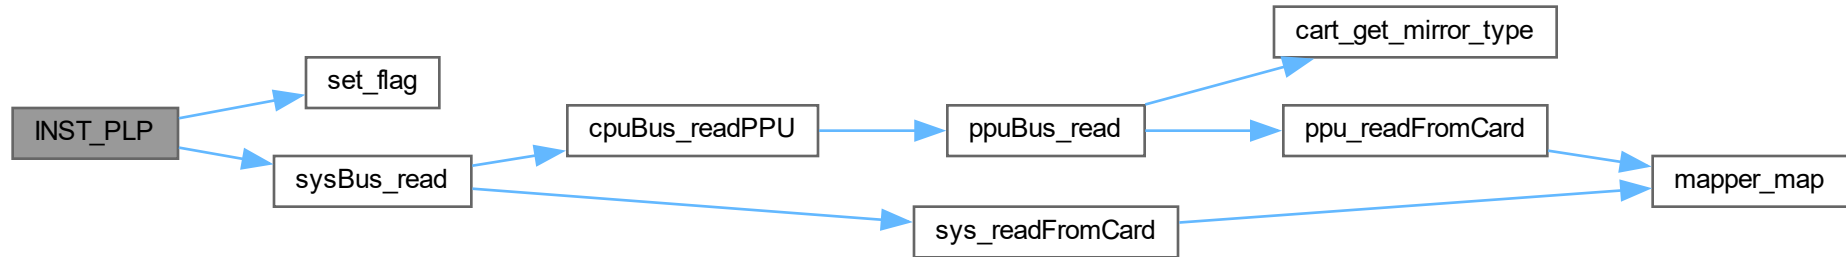 INST_PLP
set_flag
sysBus_read
cpuBus_readPPU
sys_readFromCard
ppuBus_read
cart_get_mirror_type
ppu_readFromCard
mapper_map